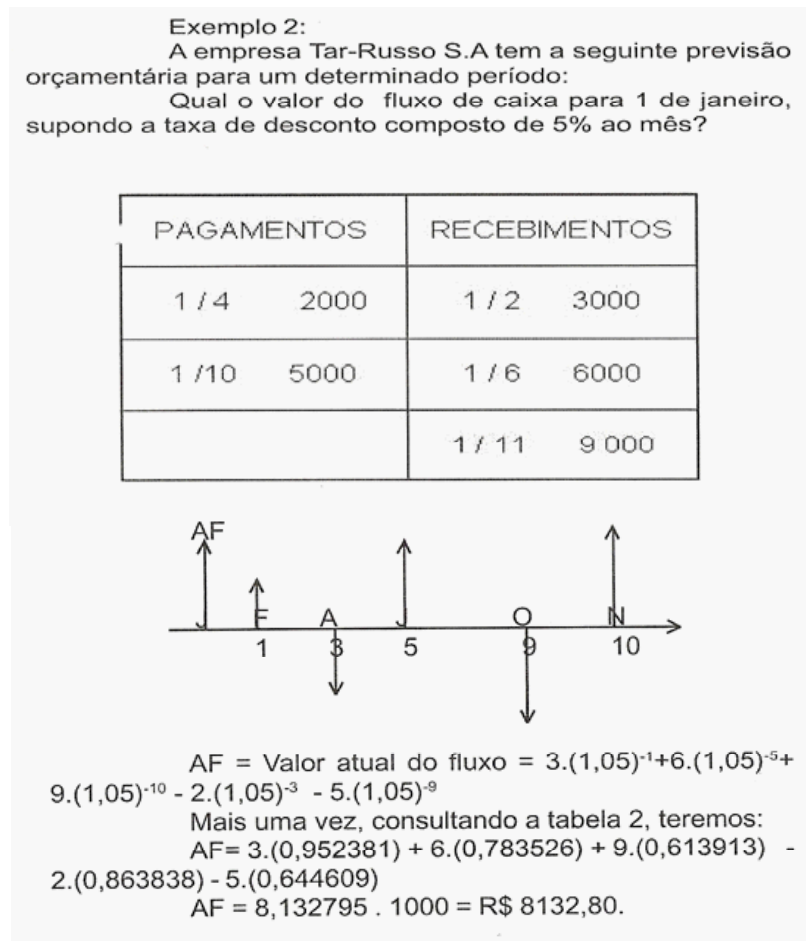 Exemplo 2:
A empresa Tar-Russo S.A tem a seguinte previsão
orçamentária para um determinado período:
Qual o valor do fluxo de caixa para 1 de janeiro,
supondo a taxa de desconto composto de 5% ao mês?
PAGAMENTOS RECEBIMENTOS
1 / 4 2000 1 / 2 3000
1 /10 5000 1 / 6 6000
1 / 11 9 000
AF
J F A J O N
1 3 5 9 10
AF = Valor atual do fluxo = 3.(1,05)⁻¹+6.(1,05)⁻⁵+
9.(1,05)⁻¹⁰ - 2.(1,05)⁻³ - 5.(1,05)⁻⁹
Mais uma vez, consultando a tabela 2, teremos:
AF= 3.(0,952381) + 6.(0,783526) + 9.(0,613913) -
2.(0,863838) - 5.(0,644609)
AF = 8,132795 . 1000 = R$ 8132,80.